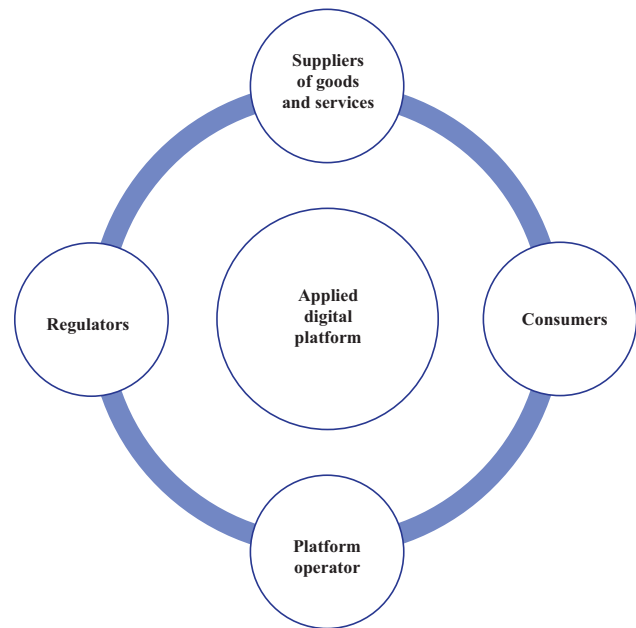 Suppliers
of goods
and services
Regulators
Applied
digital
platform
Consumers
Platform
operator